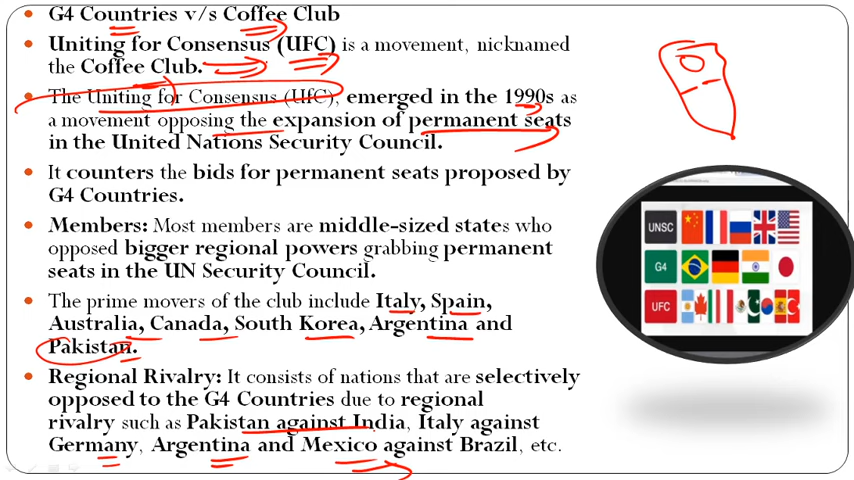 G4 Countries v/s Coffee Club
Uniting for Consensus (UFC) is a movement, nicknamed
the Coffee Club.
The Uniting for Consensus (UfC), emerged in the 1990s as
a movement opposing the expansion of permanent seats
in the United Nations Security Council.
It counters the bids for permanent seats proposed by
G4 Countries.
Members: Most members are middle-sized states who
opposed bigger regional powers grabbing permanent
seats in the UN Security Council.
The prime movers of the club include Italy, Spain,
Australia, Canada, South Korea, Argentina and
Pakistan.
Regional Rivalry: It consists of nations that are selectively
opposed to the G4 Countries due to regional
rivalry such as Pakistan against India, Italy against
Germany, Argentina and Mexico against Brazil, etc.
UNSC
G4
UFC